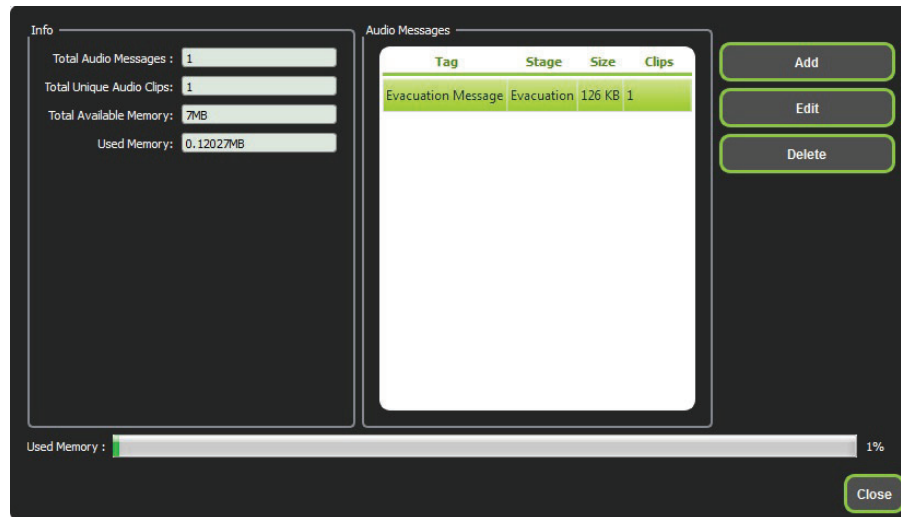 Info
Total Audio Messages : 1
Total Unique Audio Clips: 1
Total Available Memory: 7MB
Used Memory: 0.12027MB
Audio Messages
Tag Stage Size Clips
Evacuation Message Evacuation 126 KB 1
Add
Edit
Delete
Used Memory : 1%
Close